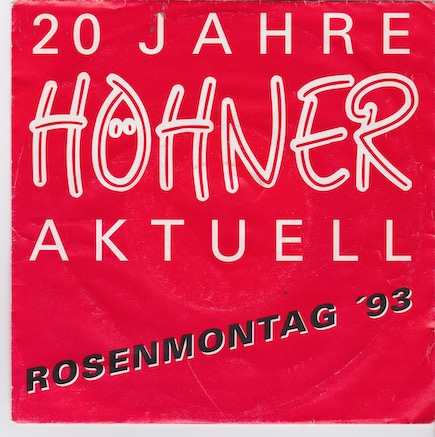 20 JAHRE
HÖHNER
AKTUELL
ROSENMONTAG ´93